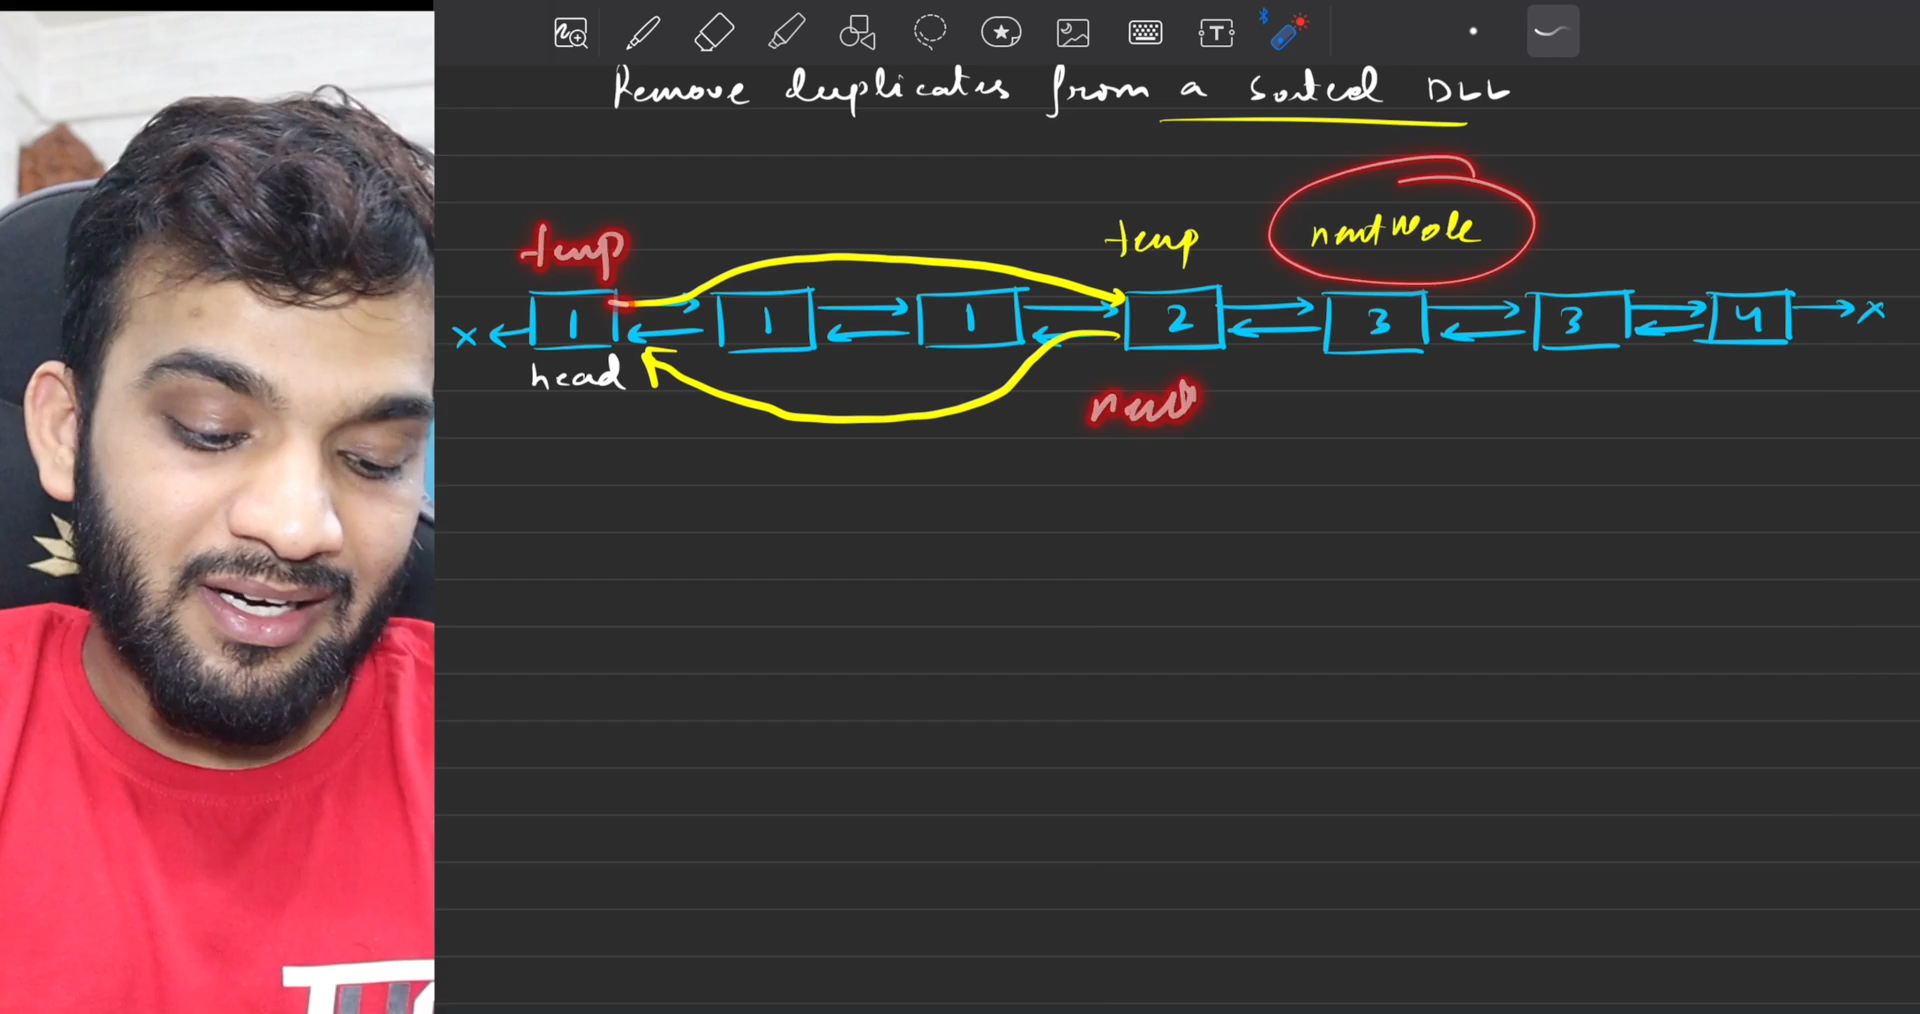 Remove duplicates from a sorted DLL
temp temp nextNode
x 1 1 1 2 3 3 4 x
head next